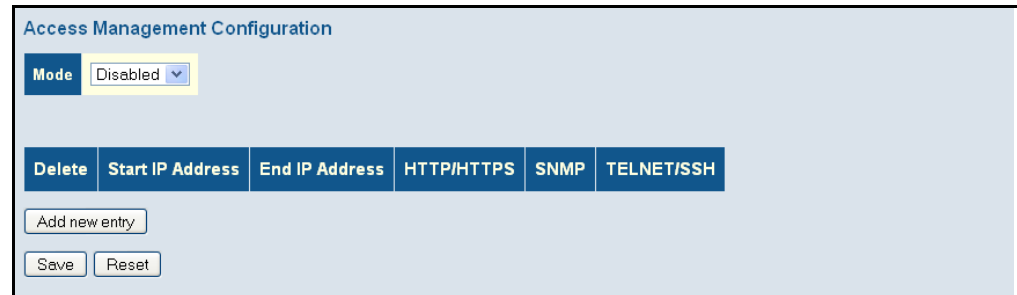 Access Management Configuration
Mode Disabled
Delete Start IP Address End IP Address HTTP/HTTPS SNMP TELNET/SSH
Add new entry
Save Reset